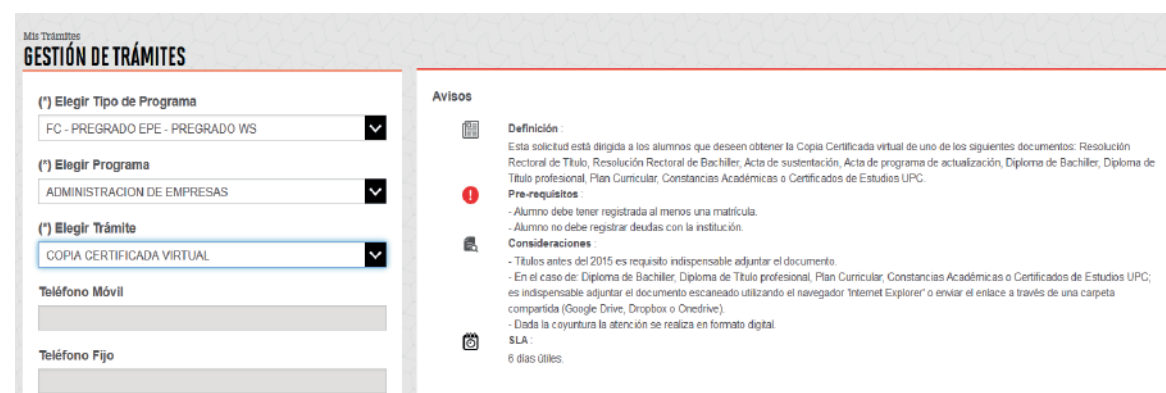 Mis Trámites
GESTIÓN DE TRÁMITES
(*) Elegir Tipo de Programa
FC - PREGRADO EPE - PREGRADO WS
(*) Elegir Programa
ADMINISTRACION DE EMPRESAS
(*) Elegir Trámite
COPIA CERTIFICADA VIRTUAL
Teléfono Móvil
Teléfono Fijo
Avisos
Definición :
Esta solicitud está dirigida a los alumnos que deseen obtener la Copia Certificada virtual de uno de los siguientes documentos: Resolución
Rectoral de Título, Resolución Rectoral de Bachiller, Acta de sustentación, Acta de programa de actualización, Diploma de Bachiller, Diploma de
Título profesional, Plan Curricular, Constancias Académicas o Certificados de Estudios UPC.
Pre-requisitos :
- Alumno debe tener registrada al menos una matrícula.
- Alumno no debe registrar deudas con la institución.
Consideraciones :
- Títulos antes del 2015 es requisito indispensable adjuntar el documento.
- En el caso de: Diploma de Bachiller, Diploma de Título profesional, Plan Curricular, Constancias Académicas o Certificados de Estudios UPC;
es indispensable adjuntar el documento escaneado utilizando el navegador 'Internet Explorer' o enviar el enlace a través de una carpeta
compartida (Google Drive, Dropbox o Onedrive).
- Dada la coyuntura la atención se realiza en formato digital.
SLA :
6 días útiles.